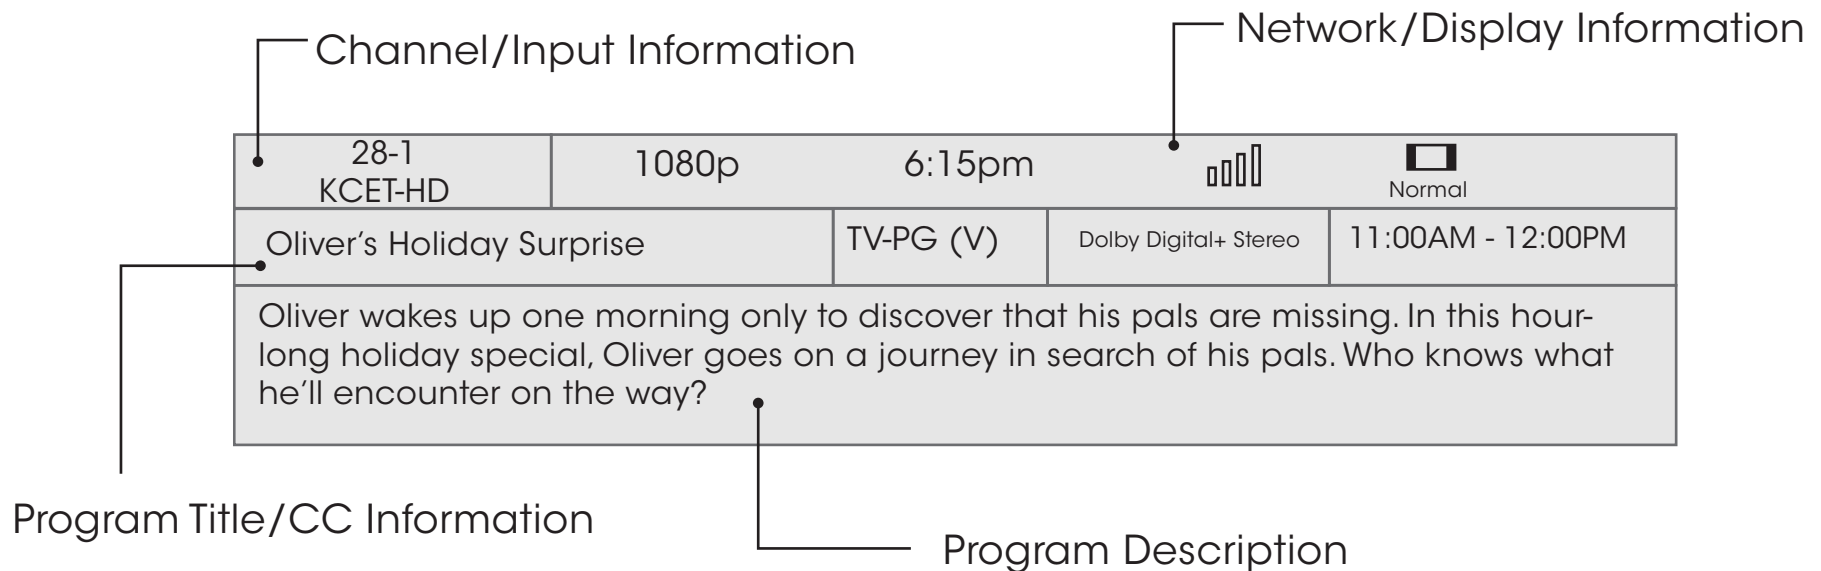 Channel/Input Information
Network/Display Information
28-1
KCET-HD
1080p
6:15pm
Normal
Oliver's Holiday Surprise
TV-PG (V)
Dolby Digital+ Stereo
11:00AM - 12:00PM
Oliver wakes up one morning only to discover that his pals are missing. In this hour-
long holiday special, Oliver goes on a journey in search of his pals. Who knows what
he'll encounter on the way?
Program Title/CC Information
Program Description